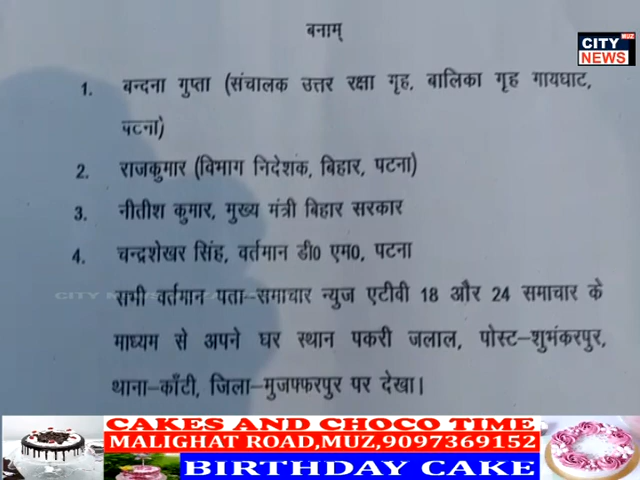 बनाम्
CITY MUZ
NEWS
1. बन्दना गुप्ता (संचालक उत्तर रक्षा गृह, बालिका गृह गायघाट,
पटना)
2. राजकुमार (विभाग निदेशक, बिहार, पटना)
3. नीतीश कुमार, मुख्य मंत्री बिहार सरकार
4. चन्द्रशेखर सिंह, वर्तमान डी0 एम0, पटना
सभी वर्तमान पता–समाचार न्युज एटीवी 18 और 24 समाचार के
माध्यम से अपने घर स्थान पकरी जलाल, पोस्ट–शुभंकरपुर,
थाना–काँटी, जिला–मुजफ्फरपुर पर देखा।
CAKES AND CHOCO TIME
MALIGHAT ROAD,MUZ,9097369152
BIRTHDAY CAKE